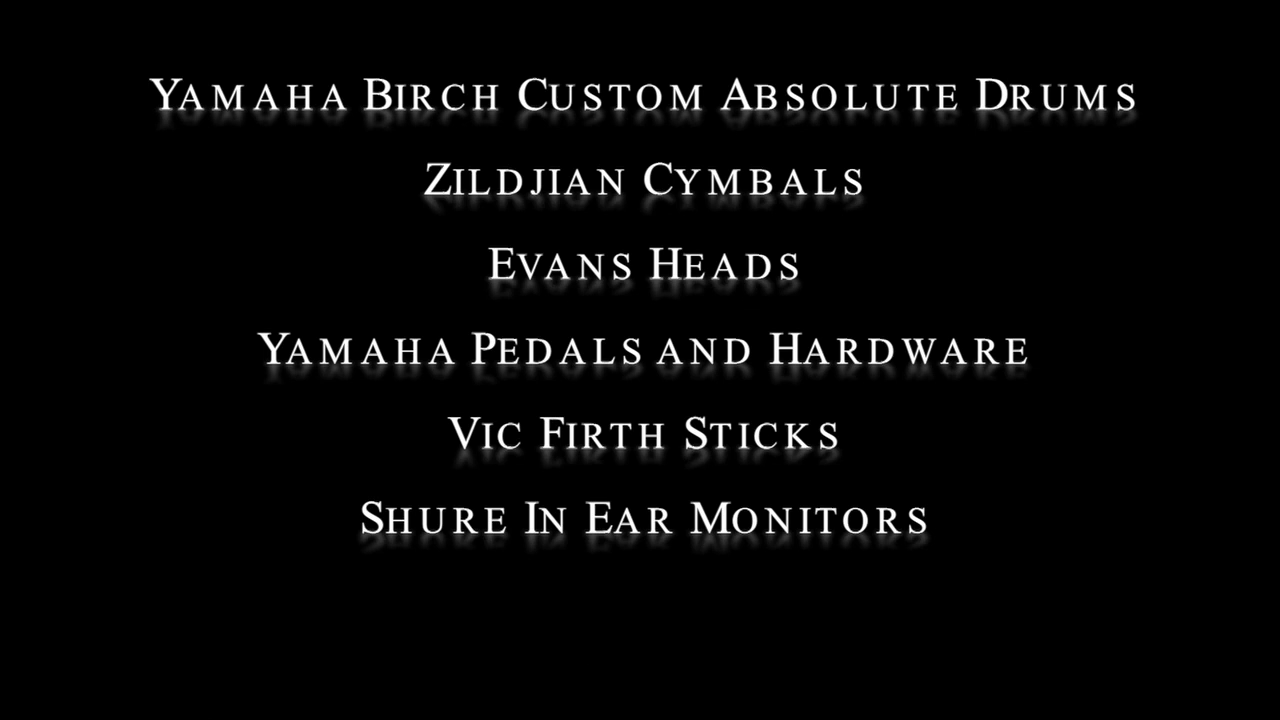 Yamaha Birch Custom Absolute Drums
Zildjian Cymbals
Evans Heads
Yamaha Pedals and Hardware
Vic Firth Sticks
Shure In Ear Monitors